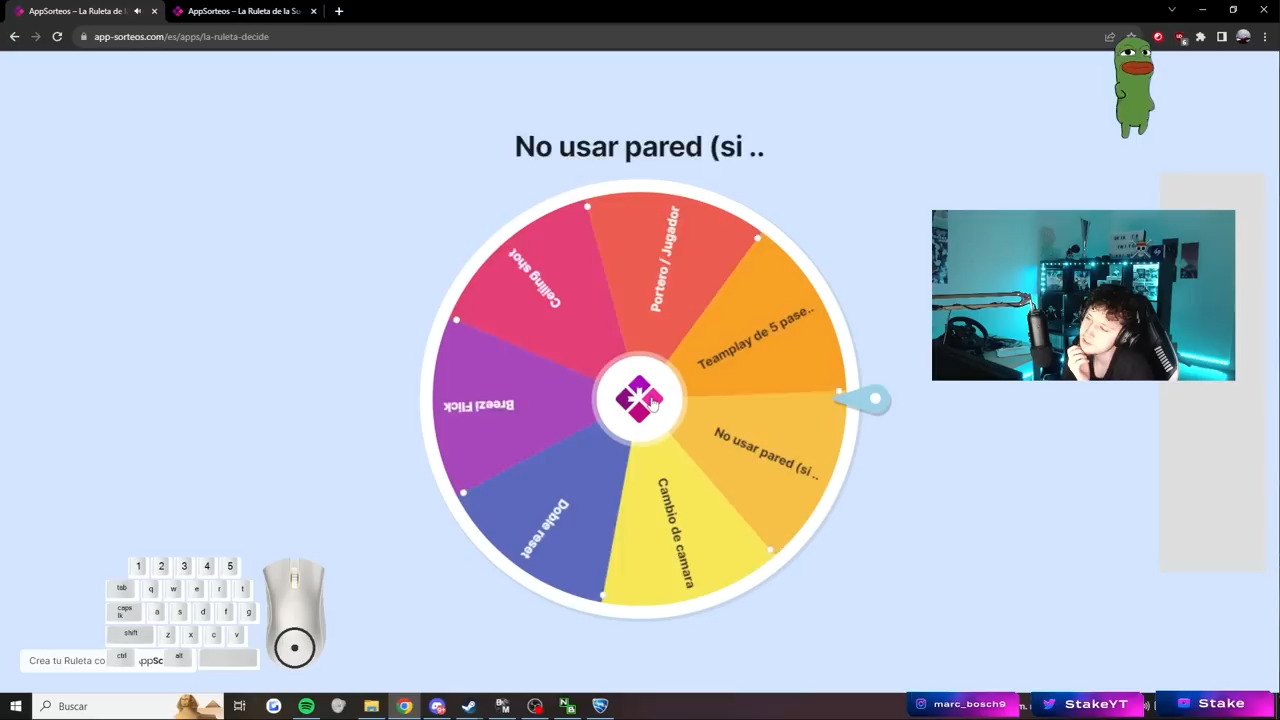 AppSorteos – La Ruleta de l
AppSorteos – La Ruleta de la Su
app-sorteos.com/es/apps/la-ruleta-decide
No usar pared (si ..
Portero / Jugador
Ceiling shot
Teamplay de 5 pase..
Breezi Flick
No usar pared (si ..
Doble reset
Cambio de camara
1 2 3 4 5
tab q w e r t
caps lk a s d f g
shift z x c v
ctrl alt
Crea tu Ruleta co
AppSo
Buscar
marc_bosch9
StakeYT
Stake